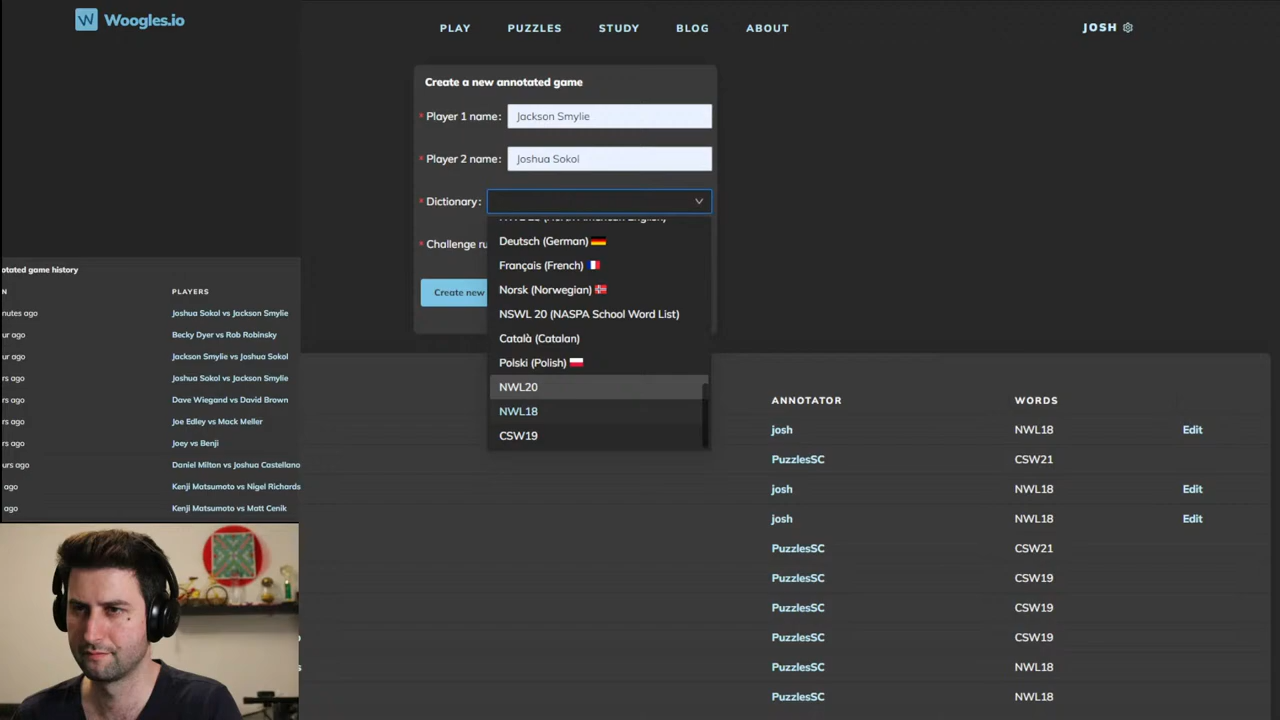 Woogles.io
PLAY
PUZZLES
STUDY
BLOG
ABOUT
JOSH
Create a new annotated game
* Player 1 name:
Jackson Smylie
* Player 2 name:
Joshua Sokol
* Dictionary:
* Challenge ru
Create new
Deutsch (German)
Français (French)
Norsk (Norwegian)
NSWL 20 (NASPA School Word List)
Català (Catalan)
Polski (Polish)
NWL20
NWL18
CSW19
otated game history
N PLAYERS
nutes ago Joshua Sokol vs Jackson Smylie
ur ago Becky Dyer vs Rob Robinsky
ur ago Jackson Smylie vs Joshua Sokol
rs ago Joshua Sokol vs Jackson Smylie
rs ago Dave Wiegand vs David Brown
rs ago Joe Edley vs Mack Meller
rs ago Joey vs Benji
urs ago Daniel Milton vs Joshua Castellano
ago Kenji Matsumoto vs Nigel Richards
ago Kenji Matsumoto vs Matt Cenik
ANNOTATOR WORDS
josh NWL18 Edit
PuzzlesSC CSW21
josh NWL18 Edit
josh NWL18 Edit
PuzzlesSC CSW21
PuzzlesSC CSW19
PuzzlesSC CSW19
PuzzlesSC CSW19
PuzzlesSC NWL18
PuzzlesSC NWL18